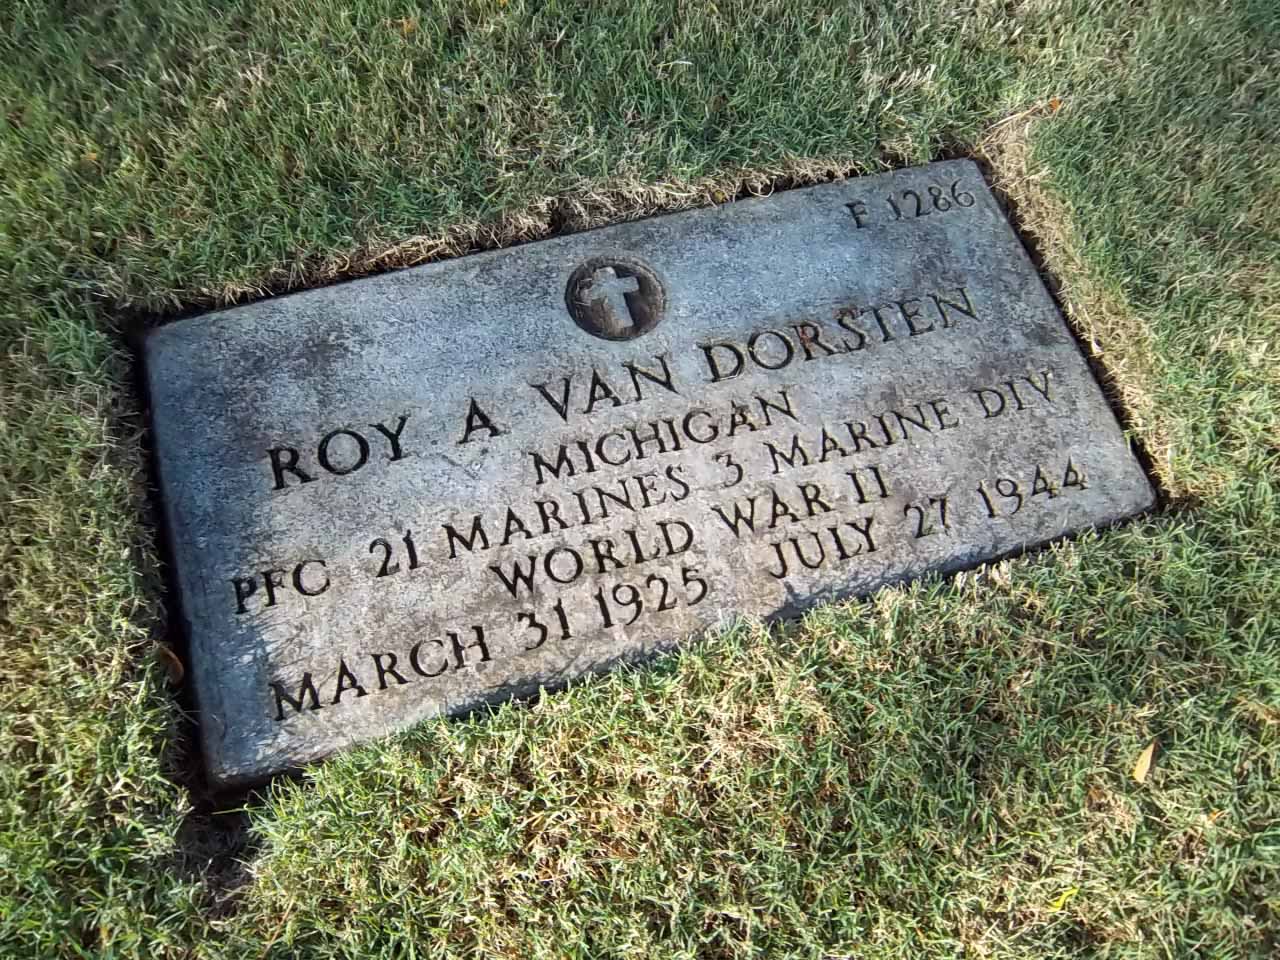 F 1286
ROY A VAN DORSTEN
MICHIGAN
PFC 21 MARINES 3 MARINE DIV
WORLD WAR II
MARCH 31 1925 JULY 27 1944